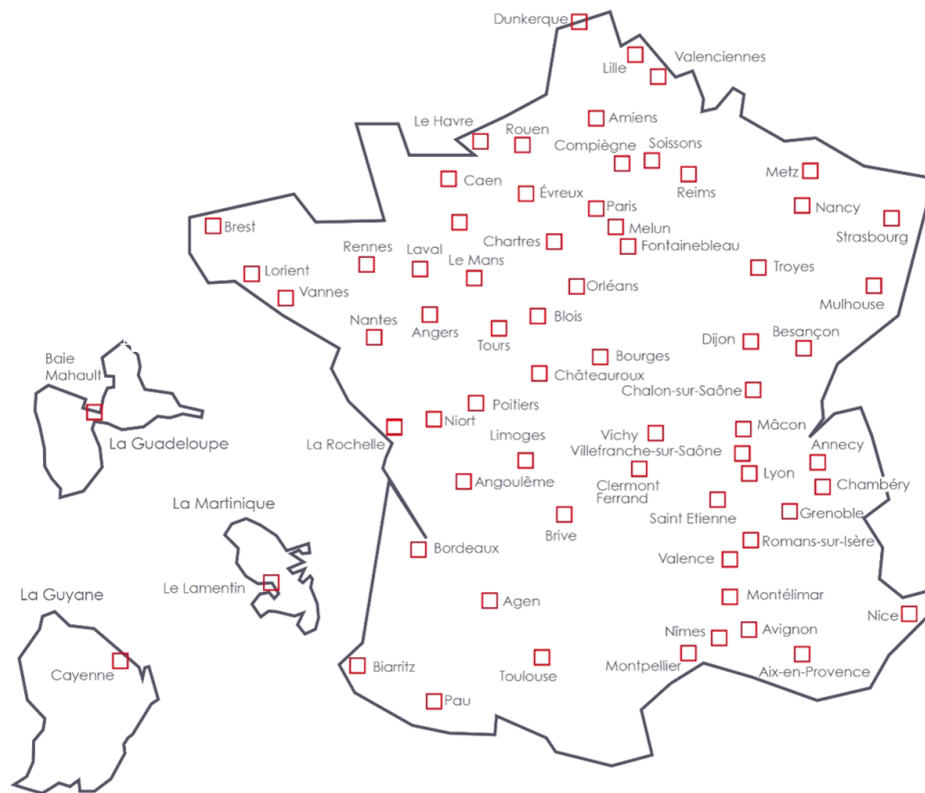 Dunkerque
Valenciennes
Lille
Amiens
Le Havre
Rouen
Compiègne
Soissons
Reims
Metz
Caen
Évreux
Paris
Nancy
Strasbourg
Brest
Melun
Chartres
Fontainebleau
Rennes
Laval
Le Mans
Lorient
Vannes
Troyes
Orléans
Mulhouse
Nantes
Angers
Tours
Blois
Dijon
Besançon
Bourges
Châteauroux
Chalon-sur-Saône
Baie
Mahault
La Guadeloupe
La Rochelle
Niort
Poitiers
Limoges
Vichy
Mâcon
Villefranche-sur-Saône
Annecy
Lyon
Chambéry
Clermont
Ferrand
Angoulême
Saint Etienne
Grenoble
Brive
La Martinique
Romans-sur-Isère
Bordeaux
Valence
Le Lamentin
La Guyane
Agen
Montélimar
Nice
Nîmes
Avignon
Cayenne
Biarritz
Toulouse
Montpellier
Aix-en-Provence
Pau